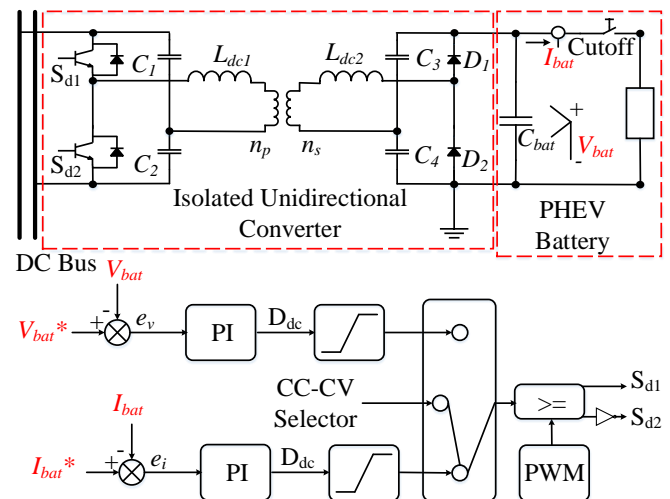 S_d1
C_1
L_dc1
L_dc2
C_3
D_1
I_bat
Cutoff
S_d2
C_2
n_p
n_s
C_4
D_2
C_bat
+
V_bat
-
Isolated Unidirectional
Converter
PHEV
Battery
DC Bus
V_bat
-
V_bat*
+
e_v
PI
D_dc
CC-CV
Selector
>=
S_d1
S_d2
I_bat
-
I_bat*
+
e_i
PI
D_dc
PWM